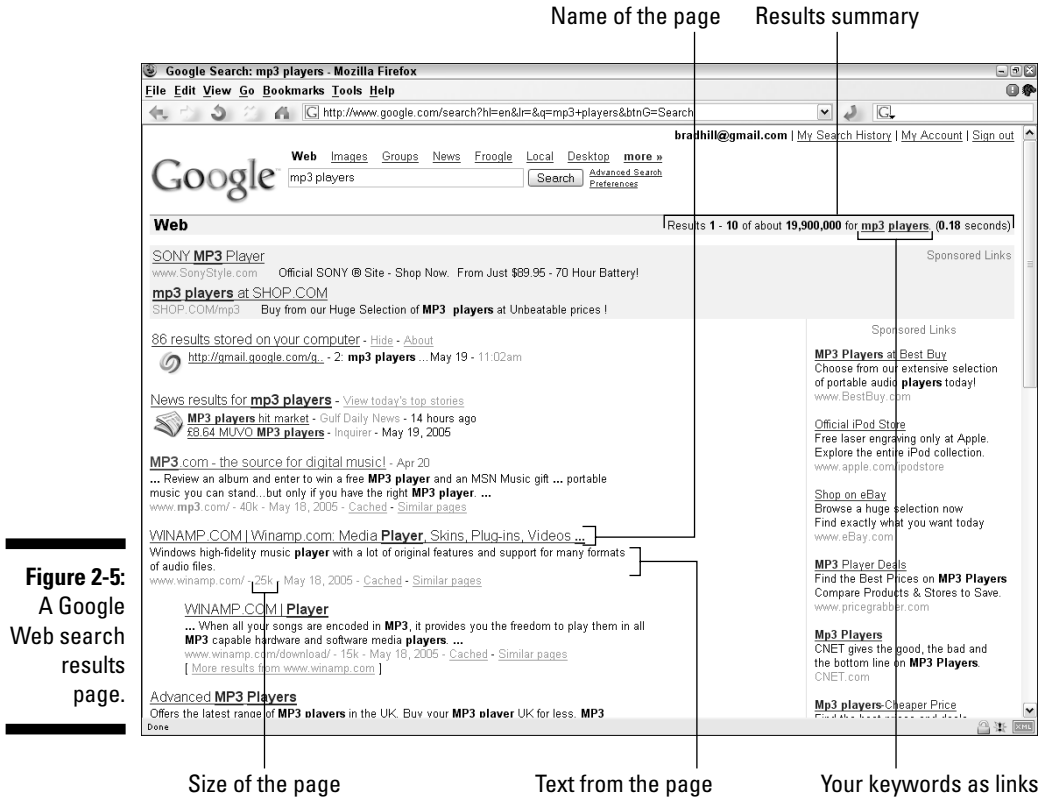 Name of the page
Results summary
Google Search: mp3 players - Mozilla Firefox
File Edit View Go Bookmarks Tools Help
G http://www.google.com/search?hl=en&lr=&q=mp3+players&btnG=Search
G
bradhill@gmail.com | My Search History | My Account | Sign out
Google
Web Images Groups News Froogle Local Desktop more »
mp3 players
Search
Advanced Search
Preferences
Web
Results 1 - 10 of about 19,900,000 for mp3 players. (0.18 seconds)
SONY MP3 Player
www.SonyStyle.com Official SONY ® Site - Shop Now. From Just $89.95 - 70 Hour Battery!
Sponsored Links
mp3 players at SHOP.COM
SHOP.COM/mp3 Buy from our Huge Selection of MP3 players at Unbeatable prices !
86 results stored on your computer - Hide - About
http://gmail.google.com/g.. - 2: mp3 players ... May 19 - 11:02am
News results for mp3 players - View today's top stories
MP3 players hit market - Gulf Daily News - 14 hours ago
£8.64 MUVO MP3 players - Inquirer - May 19, 2005
MP3.com - the source for digital music! - Apr 20
... Review an album and enter to win a free MP3 player and an MSN Music gift ... portable
music you can stand...but only if you have the right MP3 player. ...
www.mp3.com/ - 40k - May 18, 2005 - Cached - Similar pages
WINAMP.COM | Winamp.com: Media Player, Skins, Plug-ins, Videos ...
Windows high-fidelity music player with a lot of original features and support for many formats
of audio files.
www.winamp.com/ - 25k - May 18, 2005 - Cached - Similar pages
WINAMP.COM | Player
... When all your songs are encoded in MP3, it provides you the freedom to play them in all
MP3 capable hardware and software media players. ...
www.winamp.com/download/ - 15k - May 18, 2005 - Cached - Similar pages
[ More results from www.winamp.com ]
Advanced MP3 Players
Offers the latest range of MP3 players in the UK. Buy your MP3 player UK for less. MP3
Sponsored Links
MP3 Players at Best Buy
Choose from our extensive selection
of portable audio players today!
www.BestBuy.com
Official iPod Store
Free laser engraving only at Apple.
Explore the entire iPod collection.
www.apple.com/ipodstore
Shop on eBay
Browse a huge selection now
Find exactly what you want today
www.eBay.com
MP3 Player Deals
Find the Best Prices on MP3 Players
Compare Products & Stores to Save.
www.pricegrabber.com
Mp3 Players
CNET gives the good, the bad and
the bottom line on MP3 Players.
CNET.com
Mp3 players-Cheaper Price
Find the best prices and deals
Done
XML
Figure 2-5:
A Google
Web search
results
page.
Size of the page
Text from the page
Your keywords as links